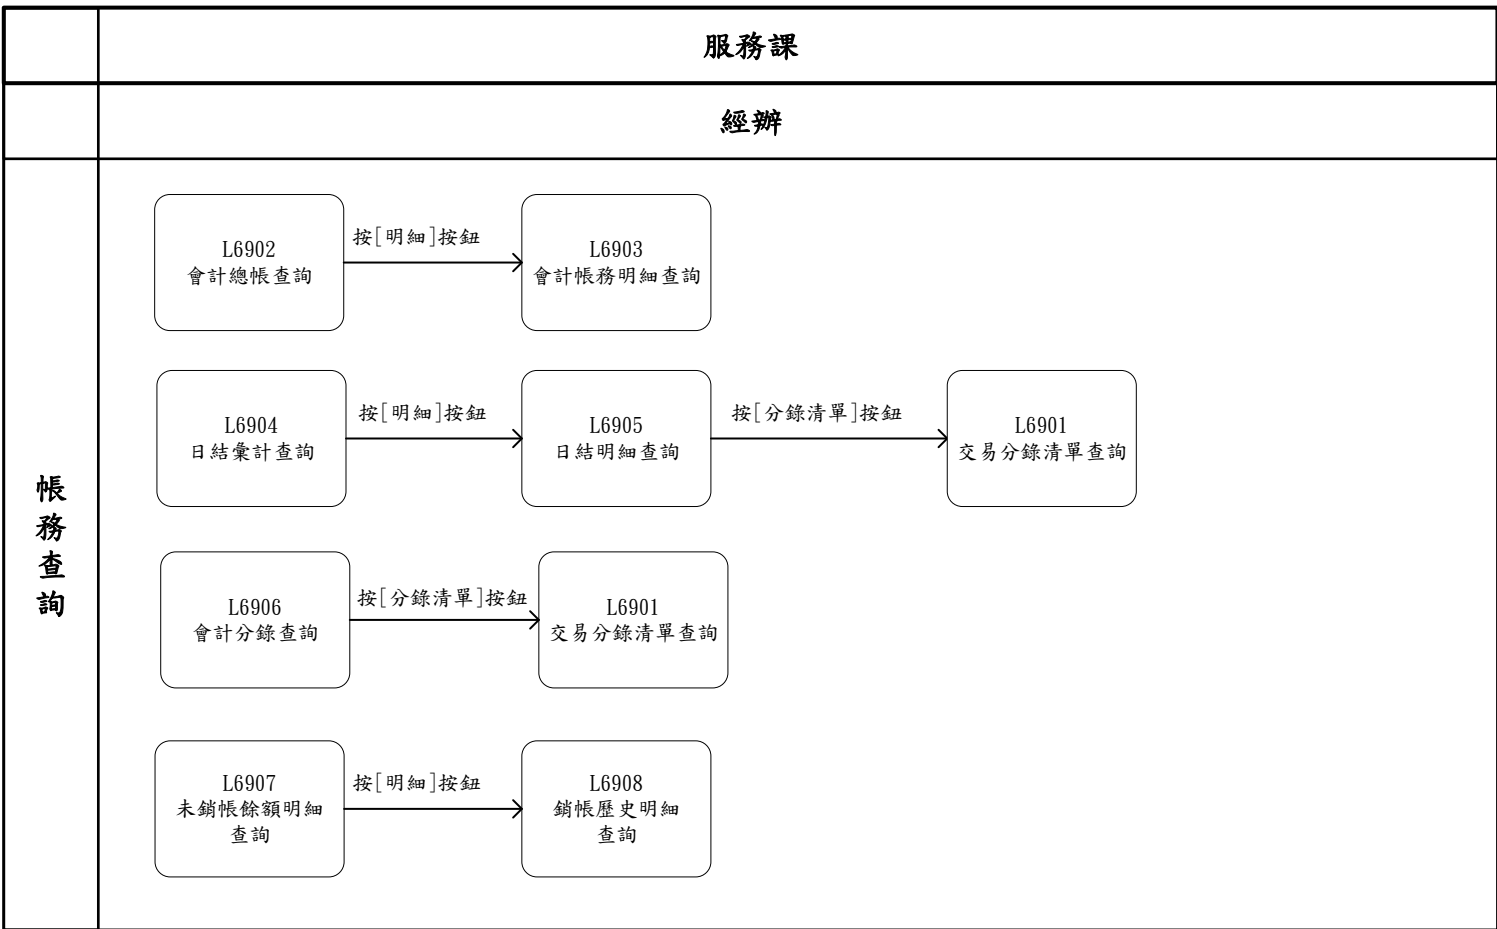 服務課
經辦
帳
務
查
詢
L6902
會計總帳查詢
按[明細]按鈕
L6903
會計帳務明細查詢
L6904
日結彙計查詢
按[明細]按鈕
L6905
日結明細查詢
按[分錄清單]按鈕
L6901
交易分錄清單查詢
L6906
會計分錄查詢
按[分錄清單]按鈕
L6901
交易分錄清單查詢
L6907
未銷帳餘額明細
查詢
按[明細]按鈕
L6908
銷帳歷史明細
查詢